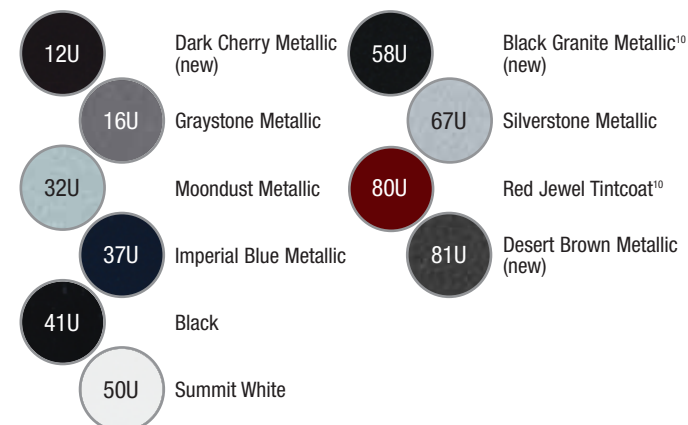 12U
Dark Cherry Metallic
(new)
16U
Graystone Metallic
32U
Moondust Metallic
37U
Imperial Blue Metallic
41U
Black
50U
Summit White
58U
Black Granite Metallic¹⁰
(new)
67U
Silverstone Metallic
80U
Red Jewel Tintcoat¹⁰
81U
Desert Brown Metallic
(new)